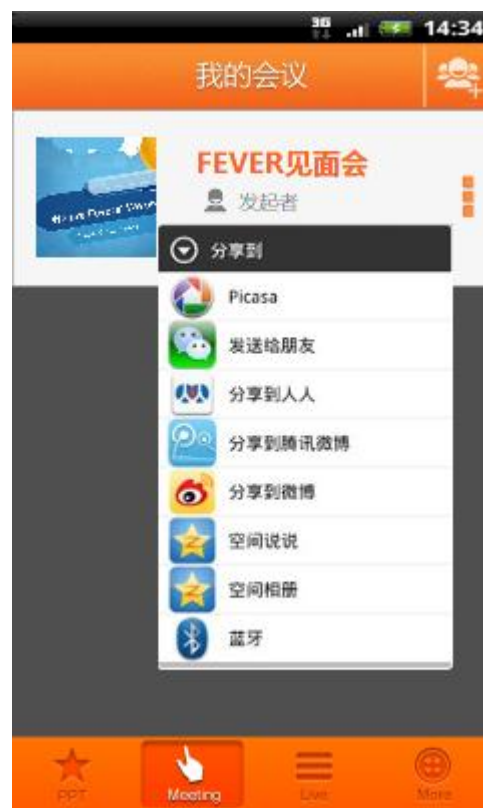 3G
14:34
我的会议
FEVER见面会
发起者
分享到
Picasa
发送给朋友
分享到人人
分享到腾讯微博
分享到微博
空间说说
空间相册
蓝牙
PPT
Meeting
Live
More